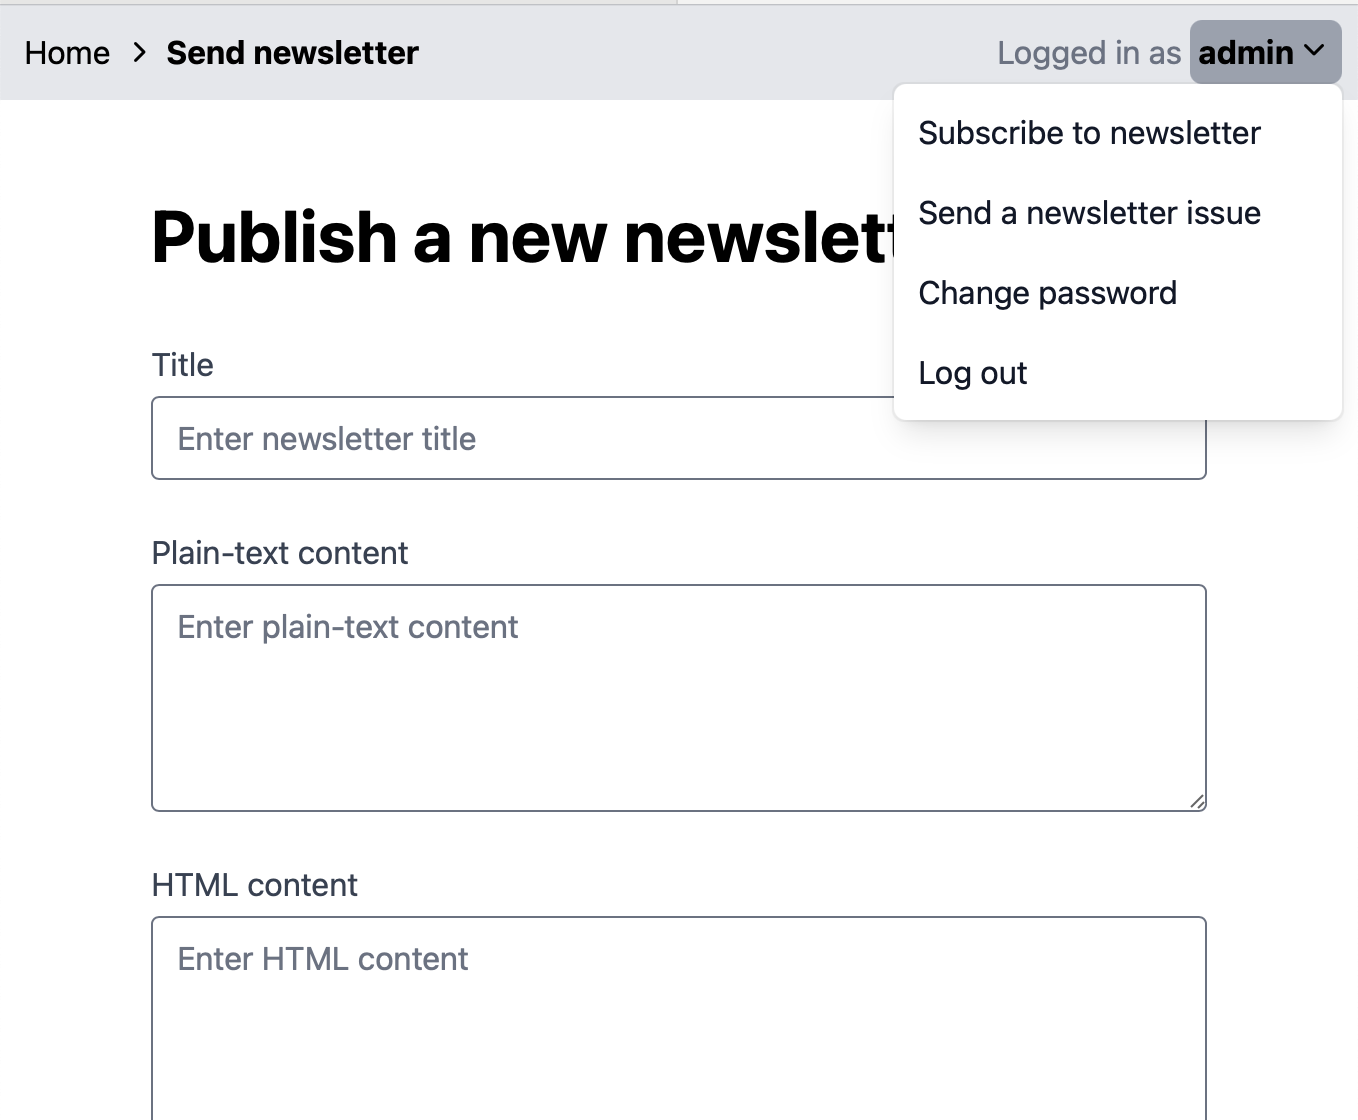 Home > Send newsletter
Logged in as admin
Subscribe to newsletter
Send a newsletter issue
Change password
Log out
Publish a new newslett
Title
Enter newsletter title
Plain-text content
Enter plain-text content
HTML content
Enter HTML content